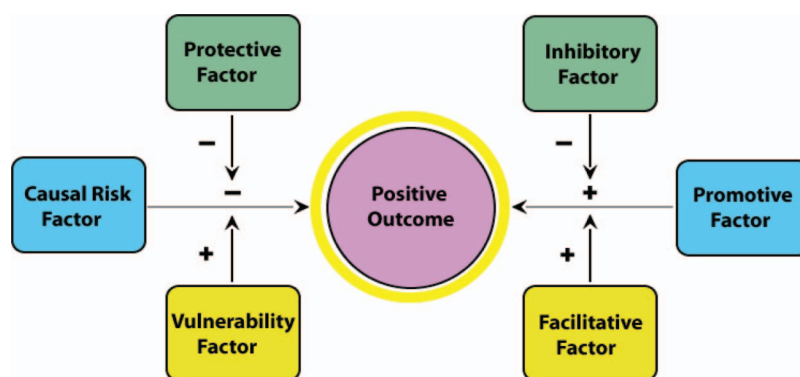 Protective
Factor
Inhibitory
Factor
−
−
Causal Risk
Factor
−
Positive
Outcome
+
Promotive
Factor
+
+
Vulnerability
Factor
Facilitative
Factor